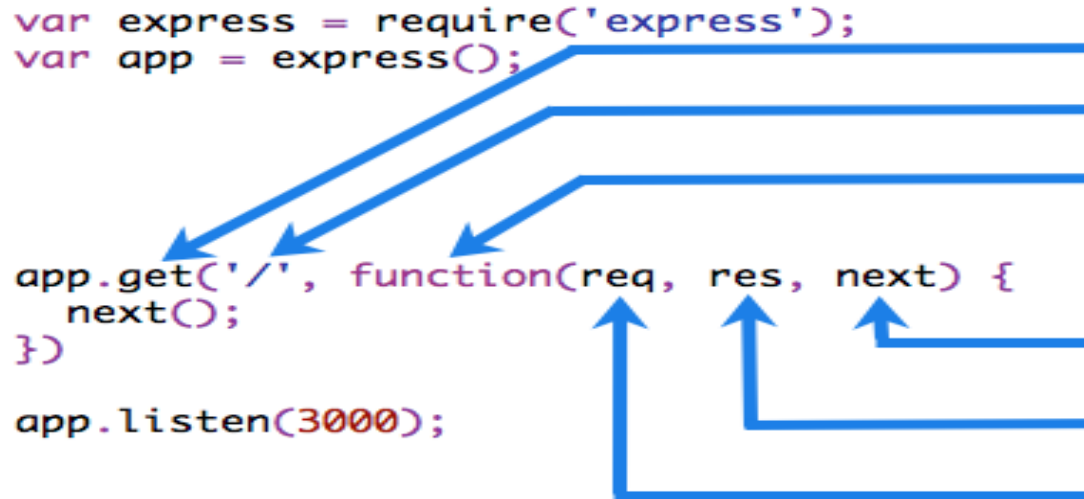 var express = require('express');
var app = express();
app.get('/', function(req, res, next) {
  next();
})
app.listen(3000);